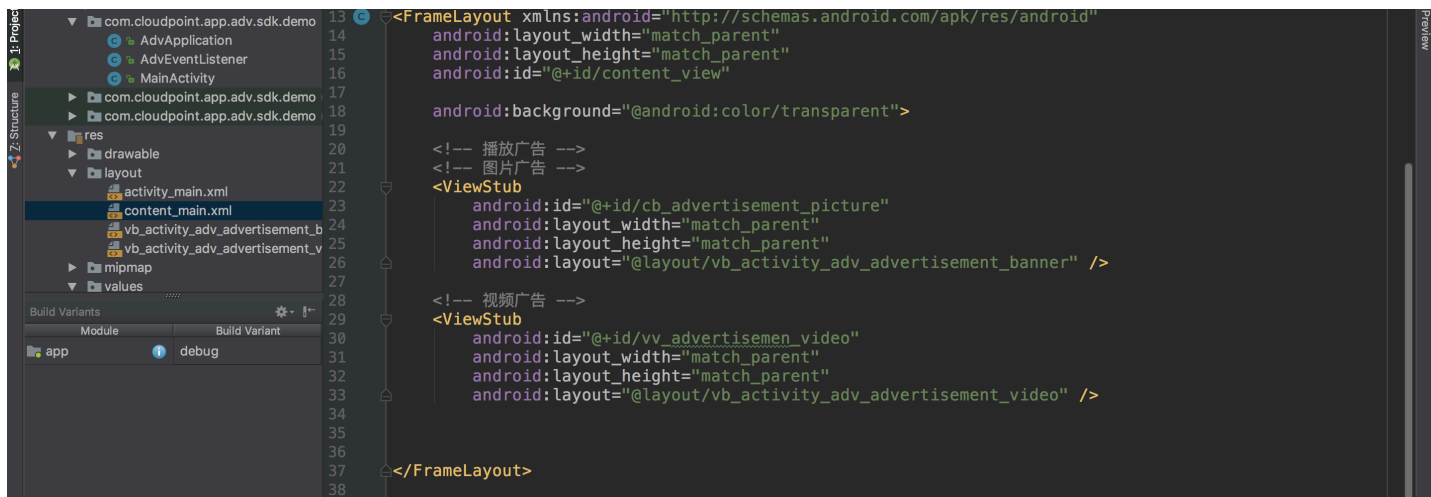 1: Project
Z: Structure
com.cloudpoint.app.adv.sdk.demo
AdvApplication
AdvEventListener
MainActivity
com.cloudpoint.app.adv.sdk.demo
com.cloudpoint.app.adv.sdk.demo
res
drawable
layout
activity_main.xml
content_main.xml
vb_activity_adv_advertisement_b
vb_activity_adv_advertisement_v
mipmap
values
Build Variants
Module Build Variant
app debug
13 <FrameLayout xmlns:android="http://schemas.android.com/apk/res/android"
14 android:layout_width="match_parent"
15 android:layout_height="match_parent"
16 android:id="@+id/content_view"
17
18 android:background="@android:color/transparent">
19
20 <!-- 播放广告 -->
21 <!-- 图片广告 -->
22 <ViewStub
23 android:id="@+id/cb_advertisement_picture"
24 android:layout_width="match_parent"
25 android:layout_height="match_parent"
26 android:layout="@layout/vb_activity_adv_advertisement_banner" />
27
28 <!-- 视频广告 -->
29 <ViewStub
30 android:id="@+id/vv_advertisemen_video"
31 android:layout_width="match_parent"
32 android:layout_height="match_parent"
33 android:layout="@layout/vb_activity_adv_advertisement_video" />
34
35
36
37 </FrameLayout>
38
Preview